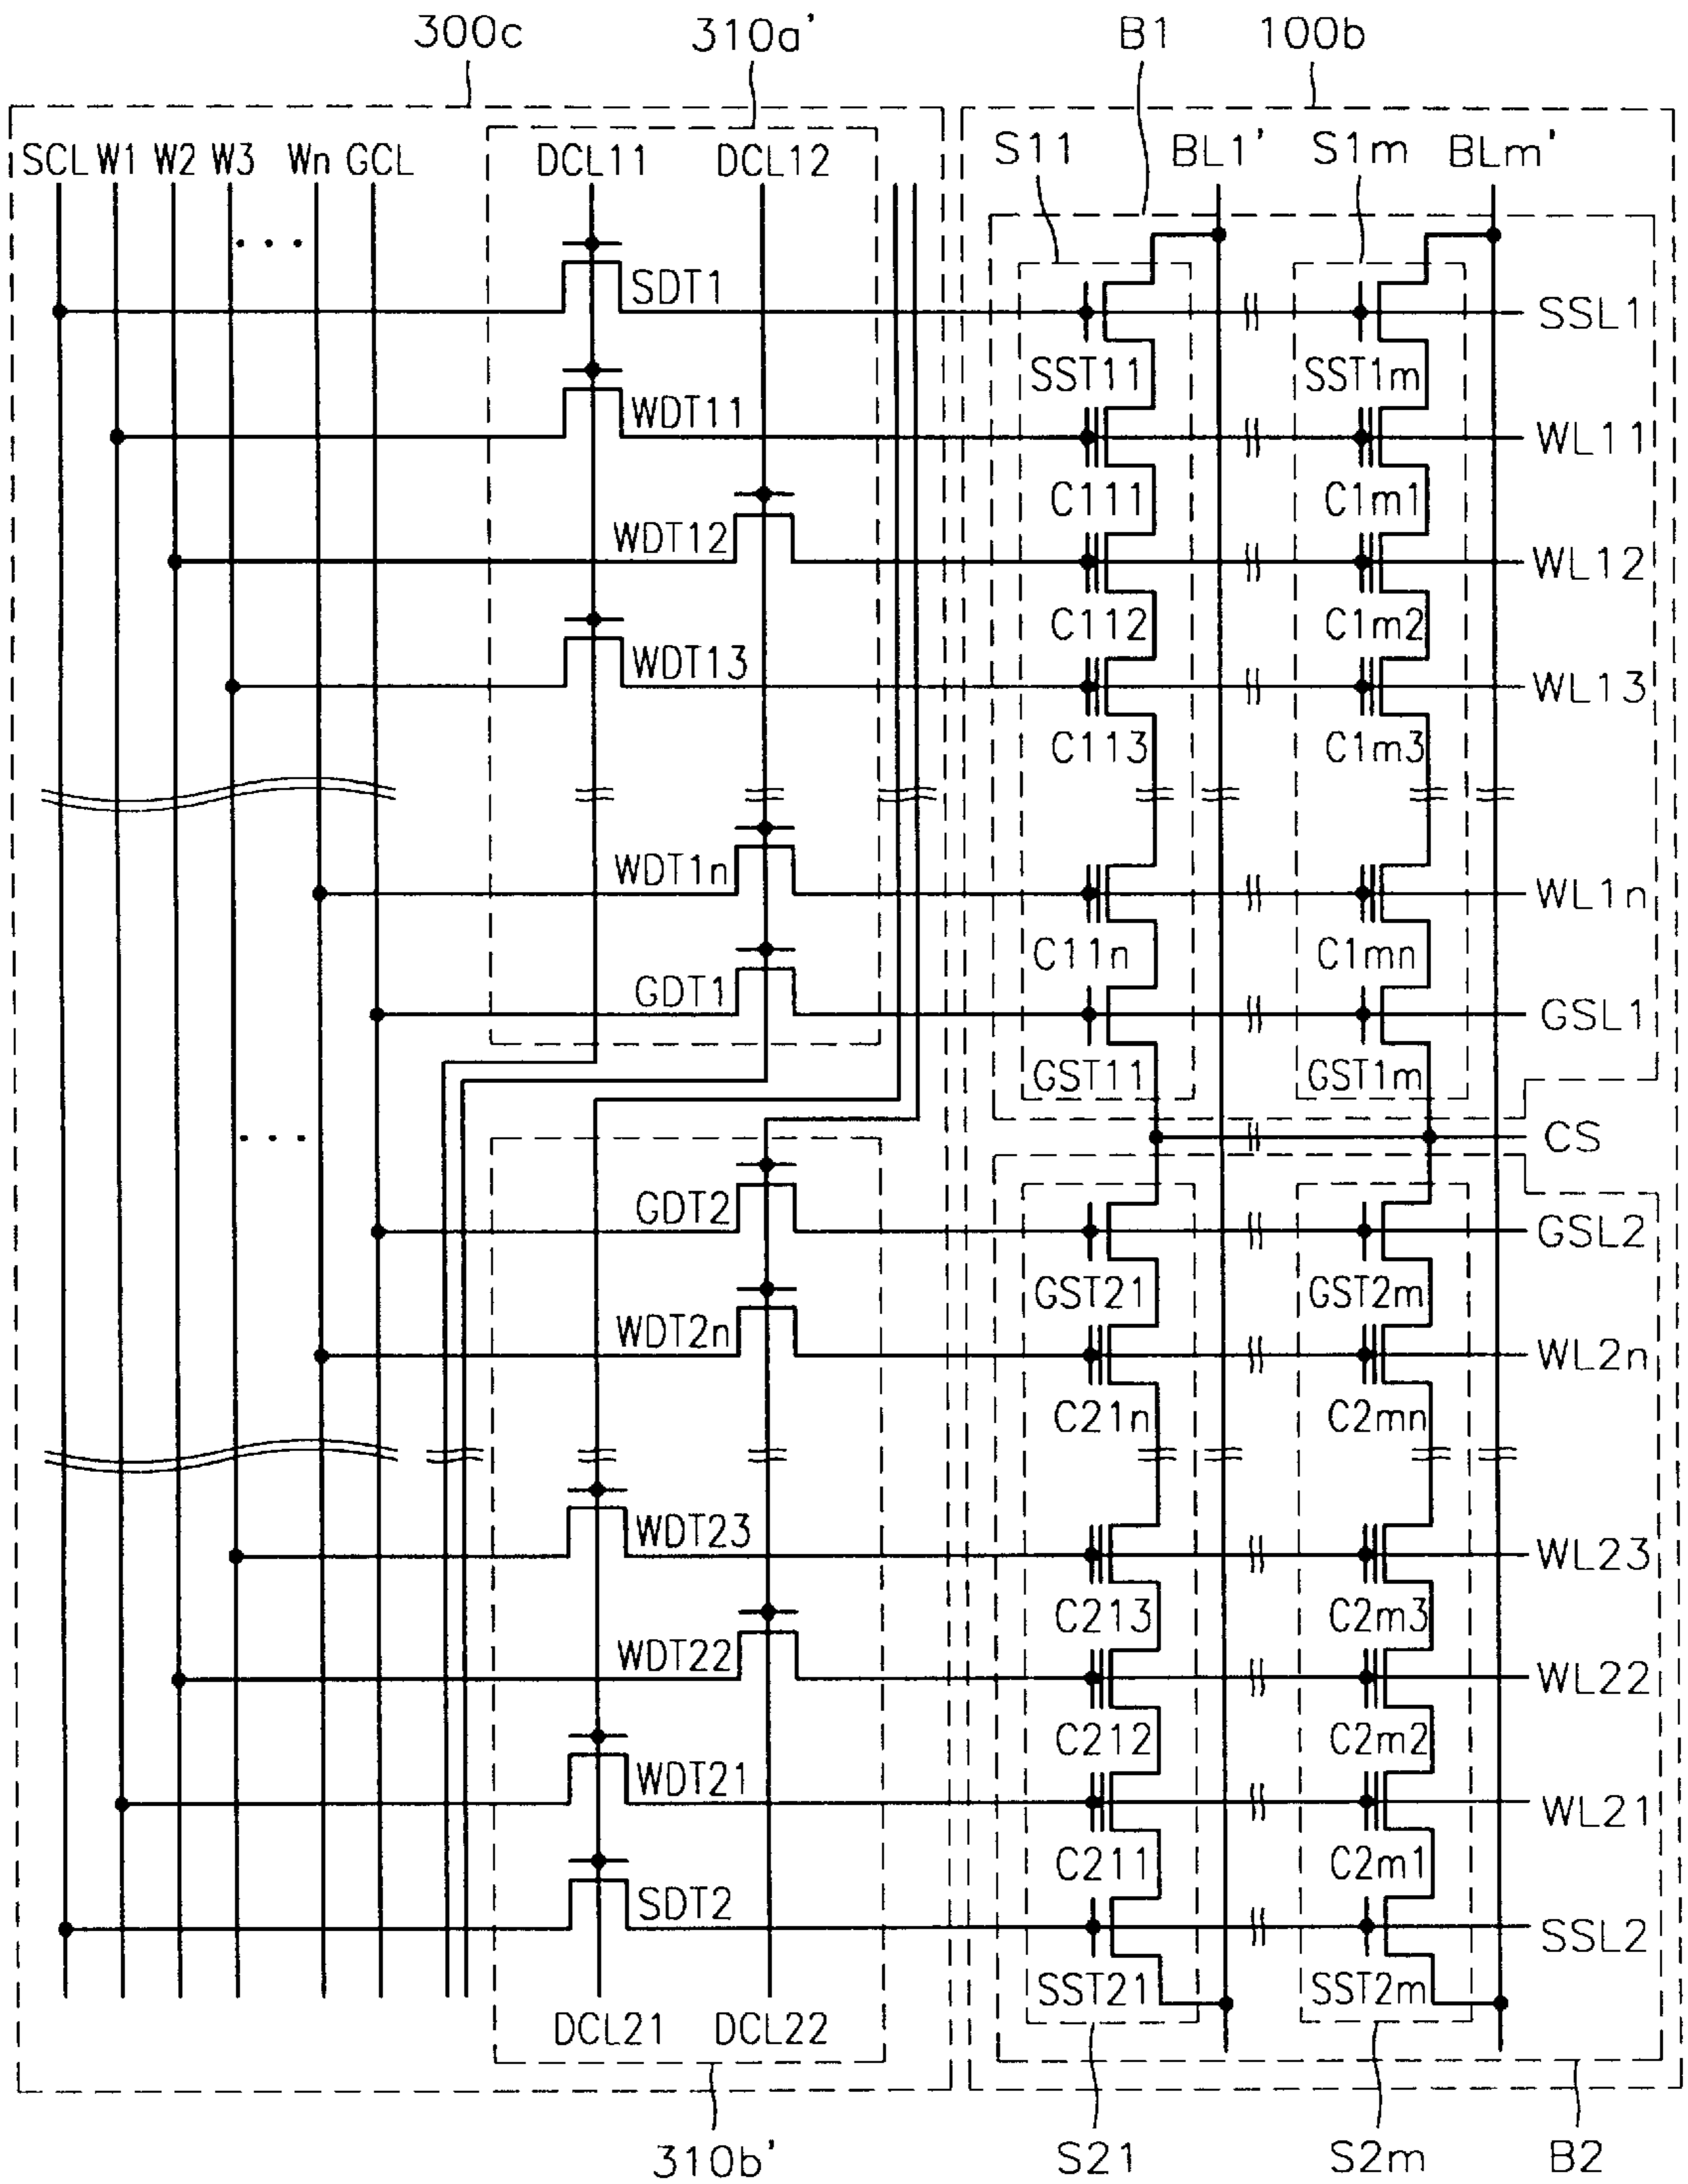 300c 310a' B1 100b
SCL W1 W2 W3 Wn GCL DCL11 DCL12 S11 BL1' S1m BLm'
...
SDT1 SSL1
SST11 SST1m
WDT11 WL11
C111 C1m1
WDT12 WL12
C112 C1m2
WDT13 WL13
C113 C1m3
WDT1n WL1n
C11n C1mn
GDT1 GSL1
GST11 GST1m
... CS
GDT2 GSL2
GST21 GST2m
WDT2n WL2n
C21n C2mn
WDT23 WL23
C213 C2m3
WDT22 WL22
C212 C2m2
WDT21 WL21
C211 C2m1
SDT2 SSL2
SST21 SST2m
DCL21 DCL22
310b' S21 S2m B2